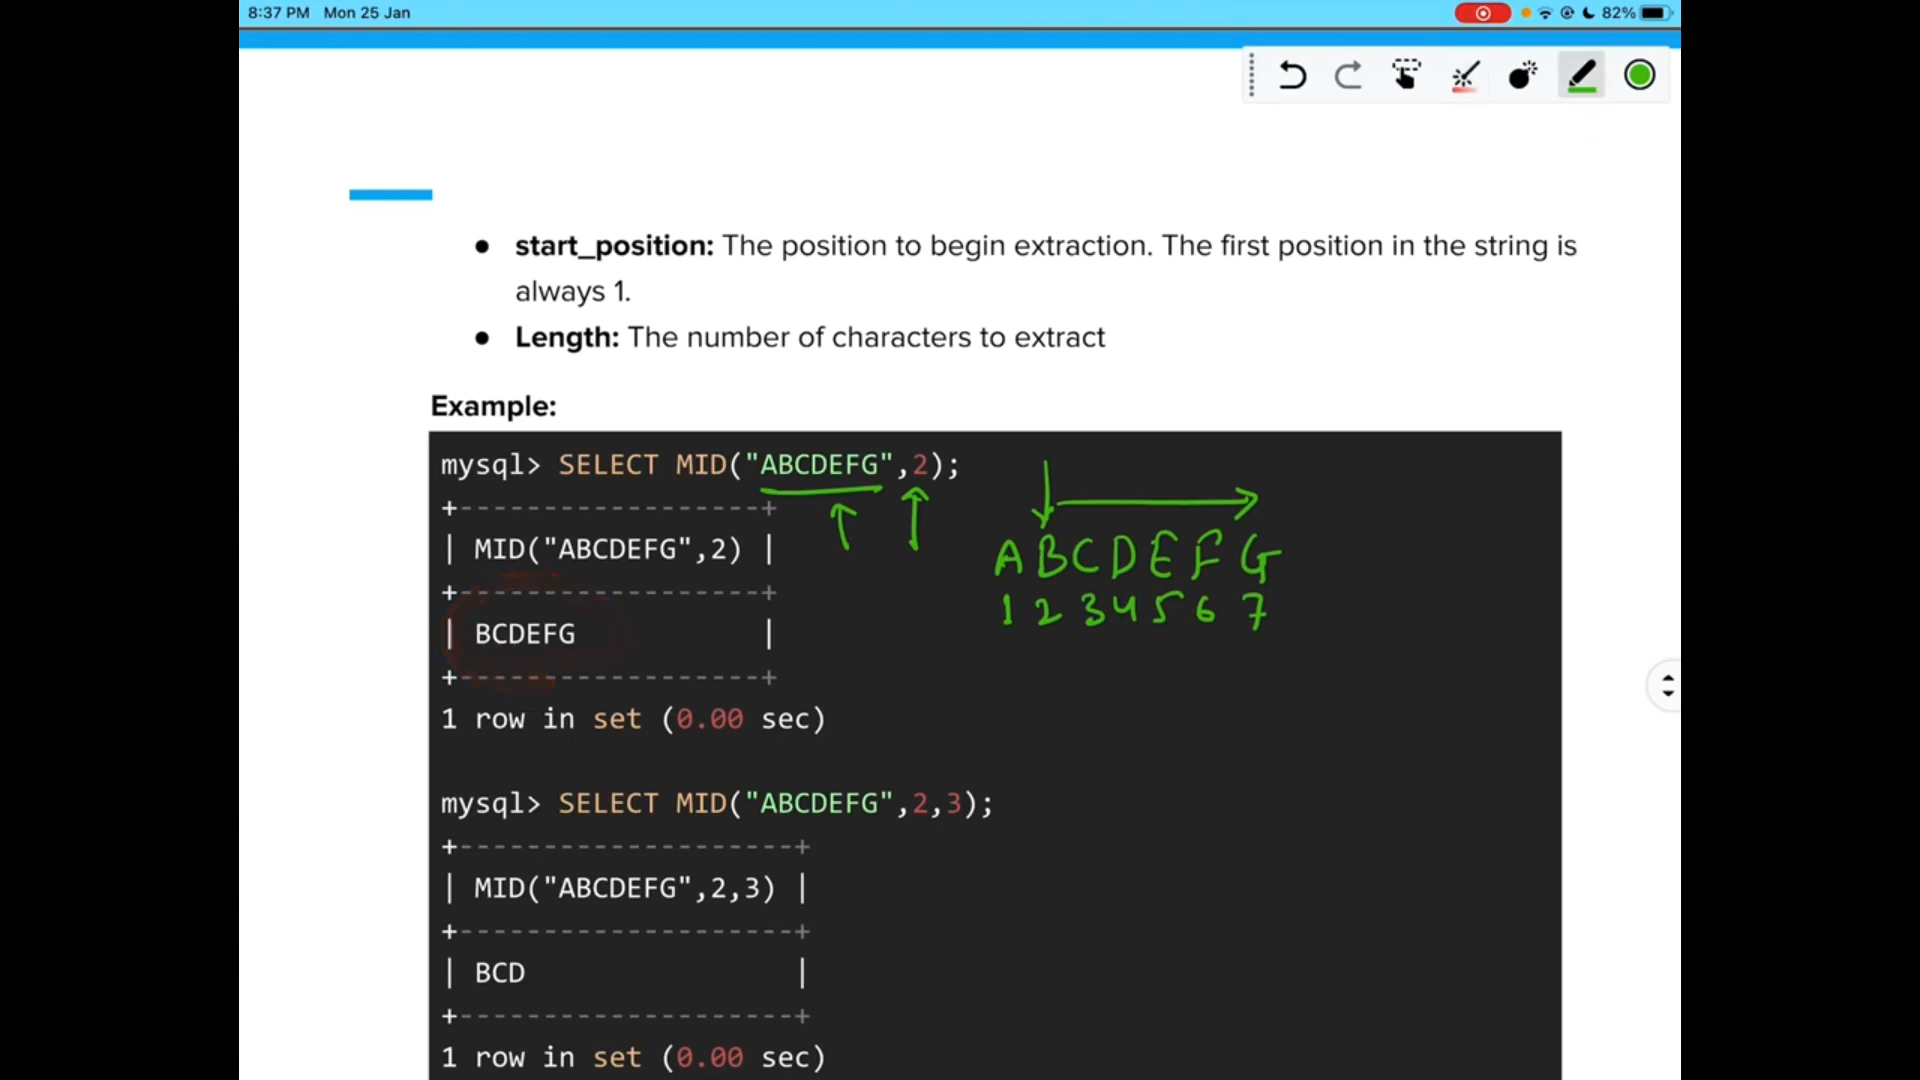 8:37 PM Mon 25 Jan 82%
● start_position: The position to begin extraction. The first position in the string is
always 1.
● Length: The number of characters to extract
Example:
mysql> SELECT MID("ABCDEFG",2);
+------------------+
| MID("ABCDEFG",2) |
+------------------+
| BCDEFG |
+------------------+
1 row in set (0.00 sec)
A B C D E F G
1 2 3 4 5 6 7
mysql> SELECT MID("ABCDEFG",2,3);
+--------------------+
| MID("ABCDEFG",2,3) |
+--------------------+
| BCD |
+--------------------+
1 row in set (0.00 sec)